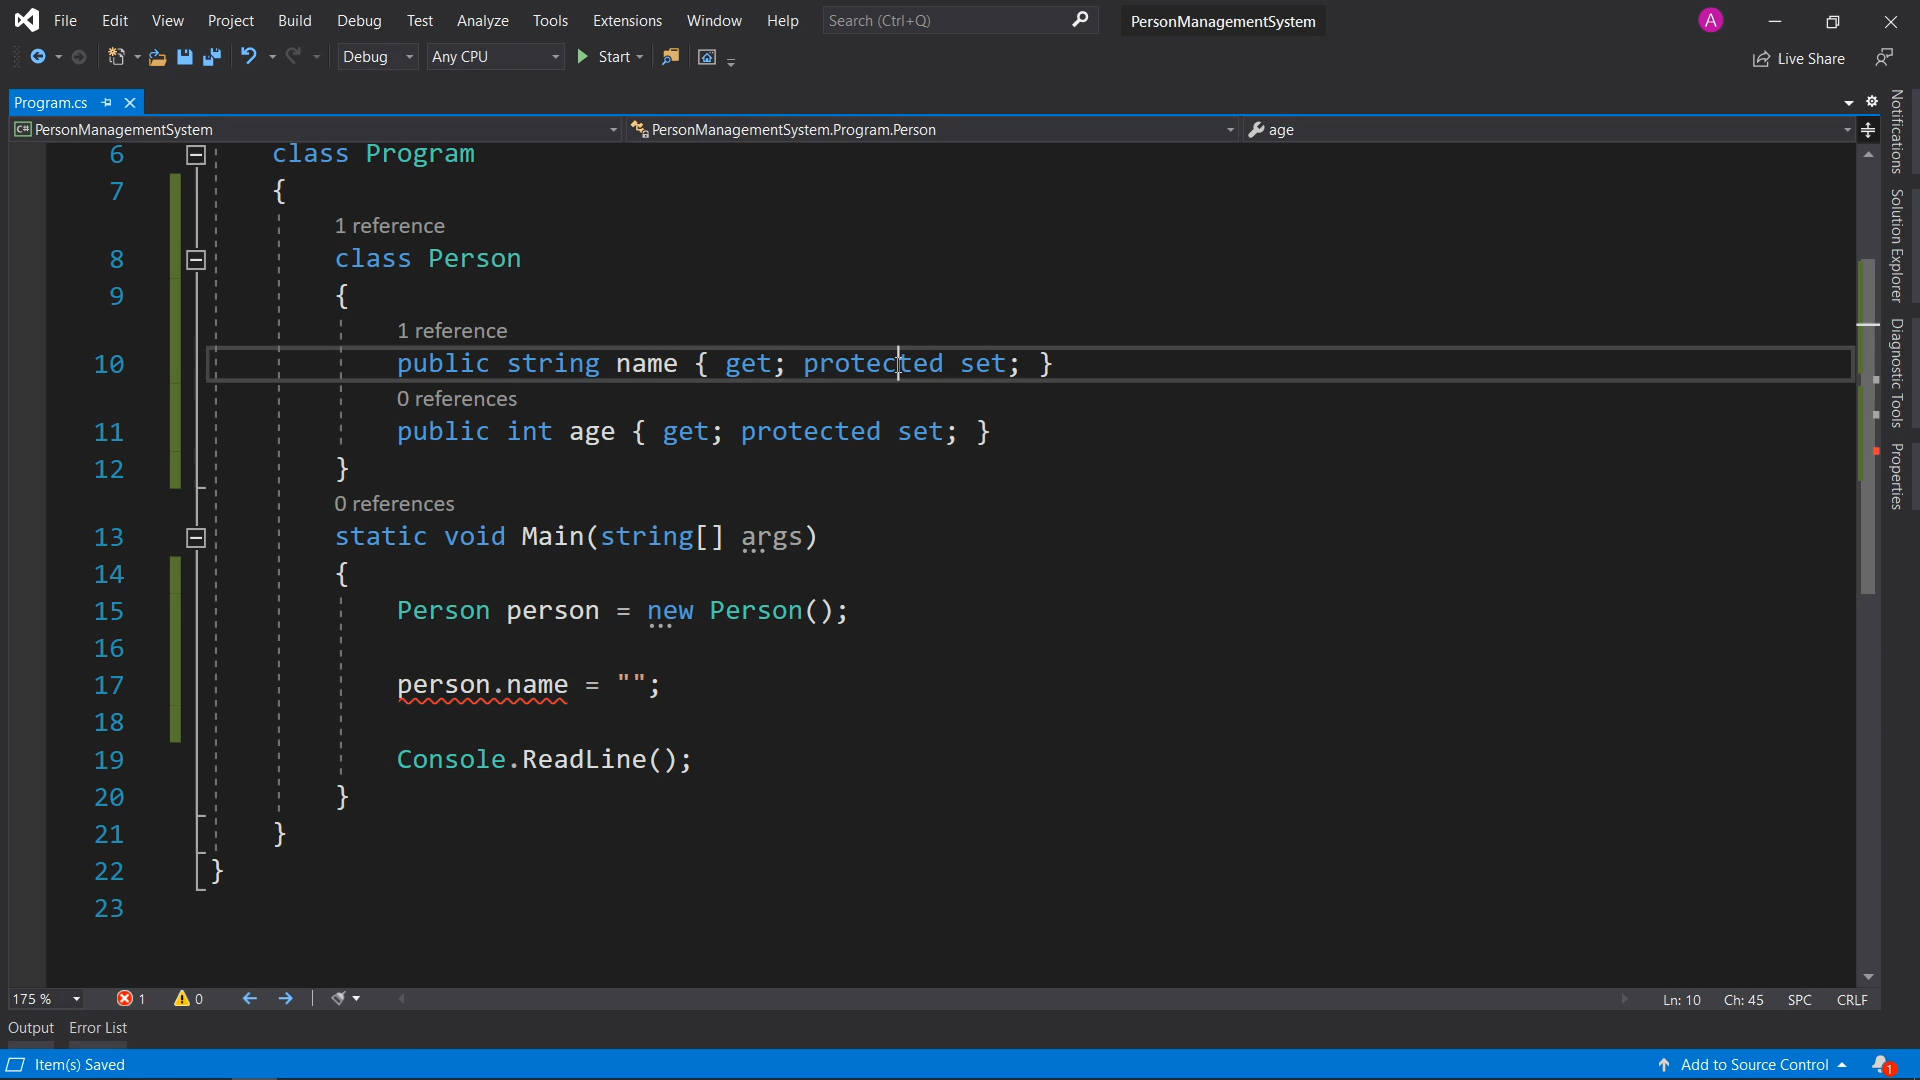 File Edit View Project Build Debug Test Analyze Tools Extensions Window Help Search (Ctrl+Q) PersonManagementSystem A
Debug Any CPU Start Live Share
Program.cs
C# PersonManagementSystem PersonManagementSystem.Program.Person age
6 class Program
7 {
1 reference
8 class Person
9 {
1 reference
10 public string name { get; protected set; }
0 references
11 public int age { get; protected set; }
12 }
0 references
13 static void Main(string[] args)
14 {
15 Person person = new Person();
16
17 person.name = "";
18
19 Console.ReadLine();
20 }
21 }
22 }
23
Notifications
Solution Explorer
Diagnostic Tools
Properties
175 % 1 0 Ln: 10 Ch: 45 SPC CRLF
Output Error List
Item(s) Saved Add to Source Control 1